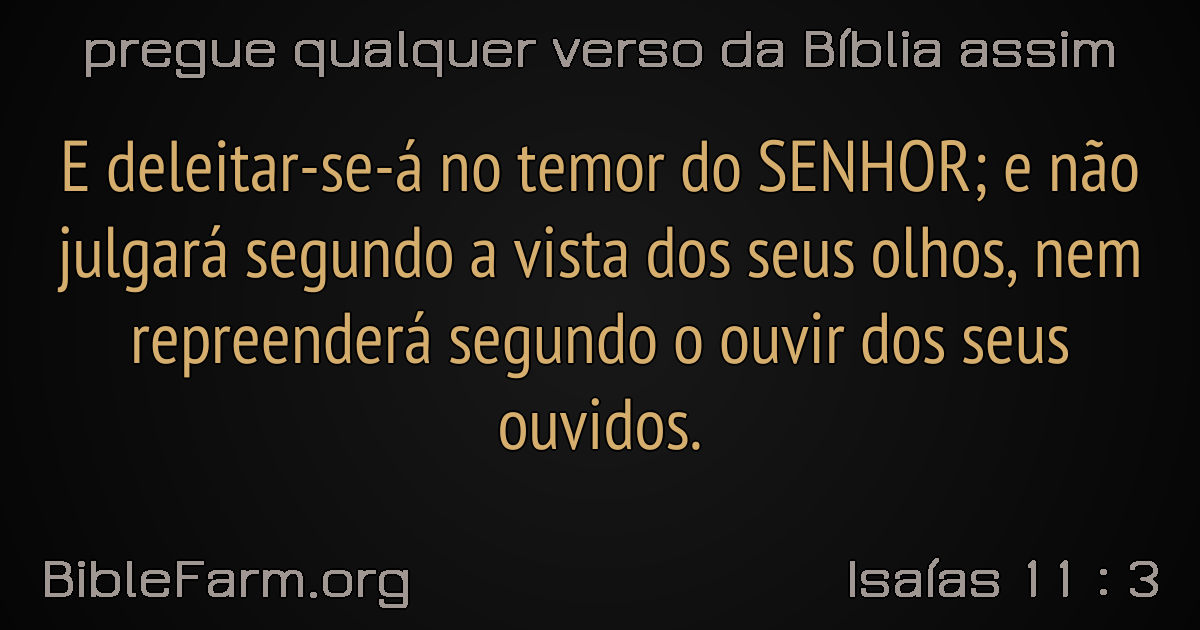 pregue qualquer verso da Bíblia assim
E deleitar-se-á no temor do SENHOR; e não
julgará segundo a vista dos seus olhos, nem
repreenderá segundo o ouvir dos seus
ouvidos.
BibleFarm.org
Isaías 11 : 3